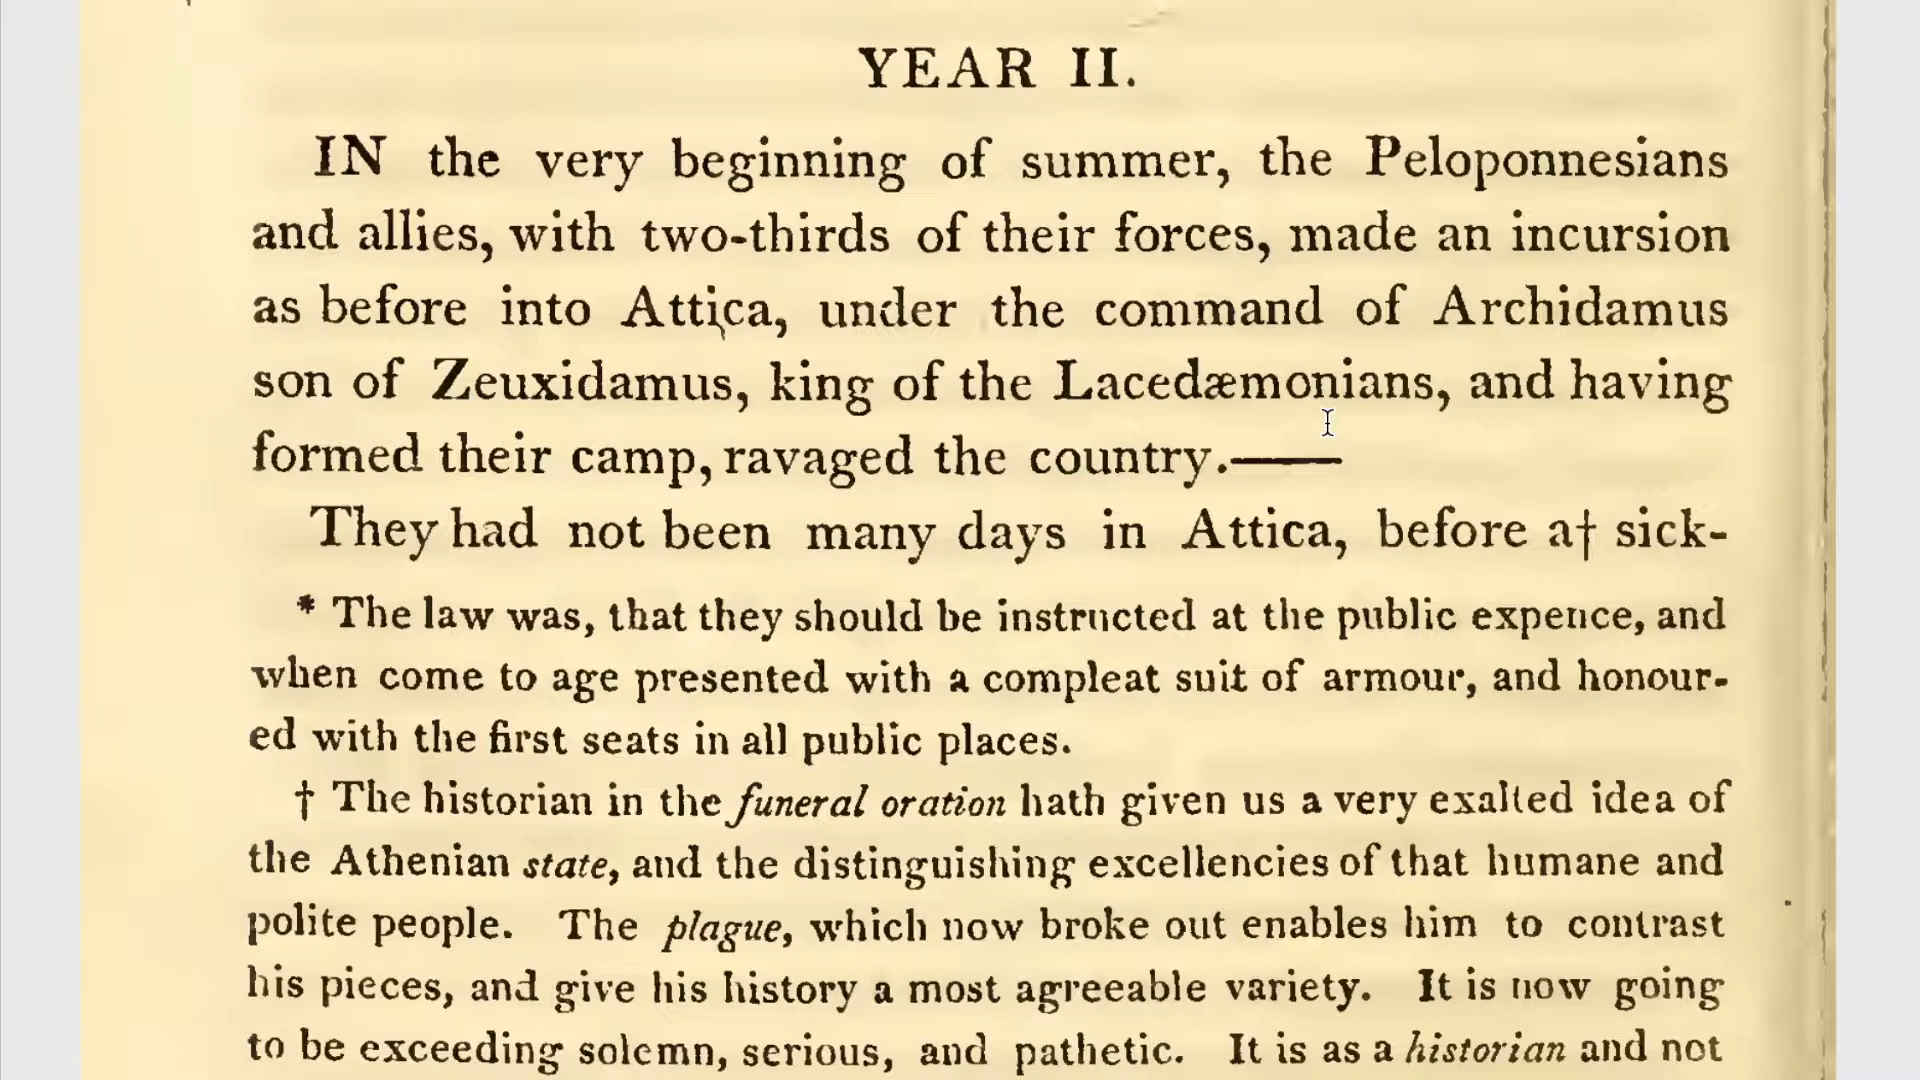 YEAR II.
IN the very beginning of summer, the Peloponnesians
and allies, with two-thirds of their forces, made an incursion
as before into Attica, under the command of Archidamus
son of Zeuxidamus, king of the Lacedæmonians, and having
formed their camp, ravaged the country.——
They had not been many days in Attica, before a† sick-
* The law was, that they should be instructed at the public expence, and
when come to age presented with a compleat suit of armour, and honour-
ed with the first seats in all public places.
† The historian in the funeral oration hath given us a very exalted idea of
the Athenian state, and the distinguishing excellencies of that humane and
polite people. The plague, which now broke out enables him to contrast
his pieces, and give his history a most agreeable variety. It is now going
to be exceeding solemn, serious, and pathetic. It is as a historian and not